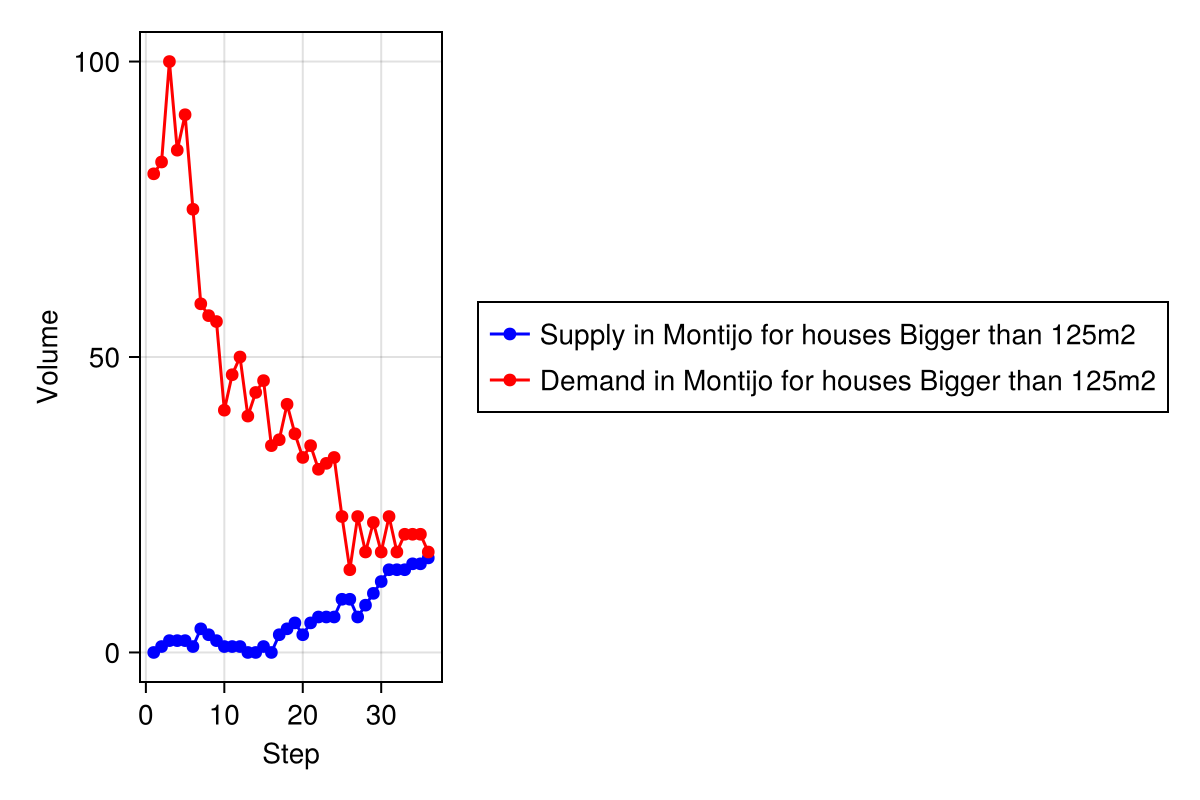 100
50
0
Volume
0 10 20 30
Step
Supply in Montijo for houses Bigger than 125m2
Demand in Montijo for houses Bigger than 125m2